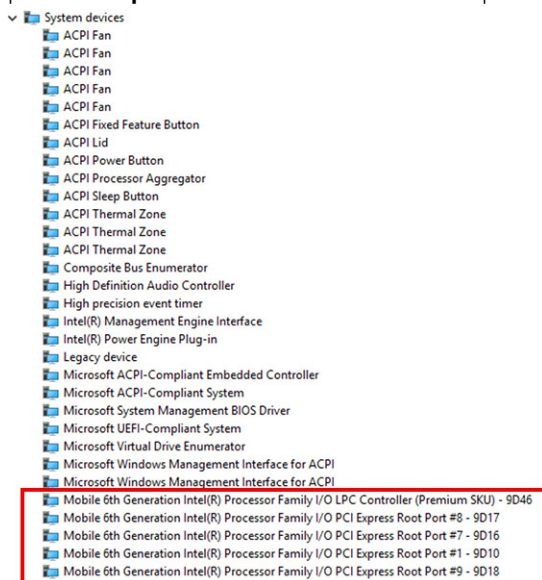 System devices
ACPI Fan
ACPI Fan
ACPI Fan
ACPI Fan
ACPI Fan
ACPI Fixed Feature Button
ACPI Lid
ACPI Power Button
ACPI Processor Aggregator
ACPI Sleep Button
ACPI Thermal Zone
ACPI Thermal Zone
ACPI Thermal Zone
Composite Bus Enumerator
High Definition Audio Controller
High precision event timer
Intel(R) Management Engine Interface
Intel(R) Power Engine Plug-in
Legacy device
Microsoft ACPI-Compliant Embedded Controller
Microsoft ACPI-Compliant System
Microsoft System Management BIOS Driver
Microsoft UEFI-Compliant System
Microsoft Virtual Drive Enumerator
Microsoft Windows Management Interface for ACPI
Microsoft Windows Management Interface for ACPI
Mobile 6th Generation Intel(R) Processor Family I/O LPC Controller (Premium SKU) - 9D46
Mobile 6th Generation Intel(R) Processor Family I/O PCI Express Root Port #8 - 9D17
Mobile 6th Generation Intel(R) Processor Family I/O PCI Express Root Port #7 - 9D16
Mobile 6th Generation Intel(R) Processor Family I/O PCI Express Root Port #1 - 9D10
Mobile 6th Generation Intel(R) Processor Family I/O PCI Express Root Port #9 - 9D18